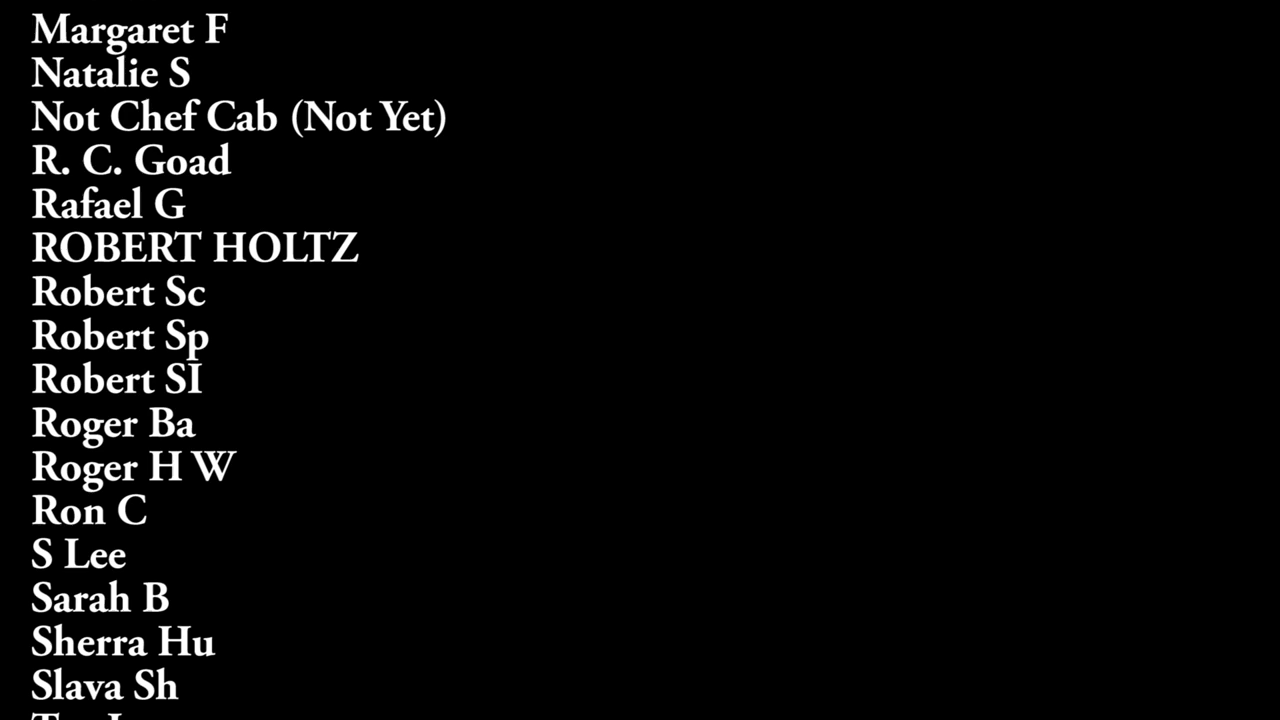 Margaret F
Natalie S
Not Chef Cab (Not Yet)
R. C. Goad
Rafael G
ROBERT HOLTZ
Robert Sc
Robert Sp
Robert SI
Roger Ba
Roger H W
Ron C
S Lee
Sarah B
Sherra Hu
Slava Sh